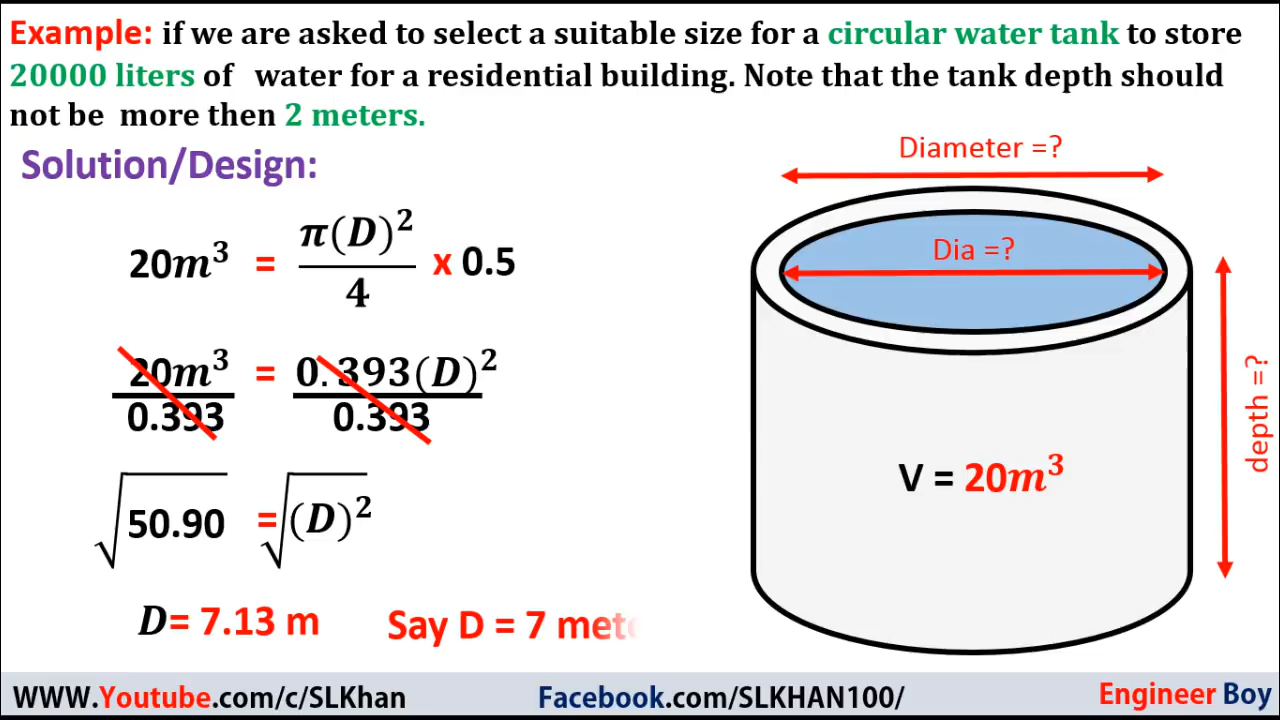 Example: if we are asked to select a suitable size for a circular water tank to store
20000 liters of water for a residential building. Note that the tank depth should
not be more then 2 meters.
Solution/Design:
20m³ = π(D)²/4 x 0.5
20m³/0.393 = 0.393(D)²/0.393
√50.90 = √(D)²
D= 7.13 m
Say D = 7 mete
Diameter =?
Dia =?
depth =?
V = 20m³
WWW.Youtube.com/c/SLKhan
Facebook.com/SLKHAN100/
Engineer Boy